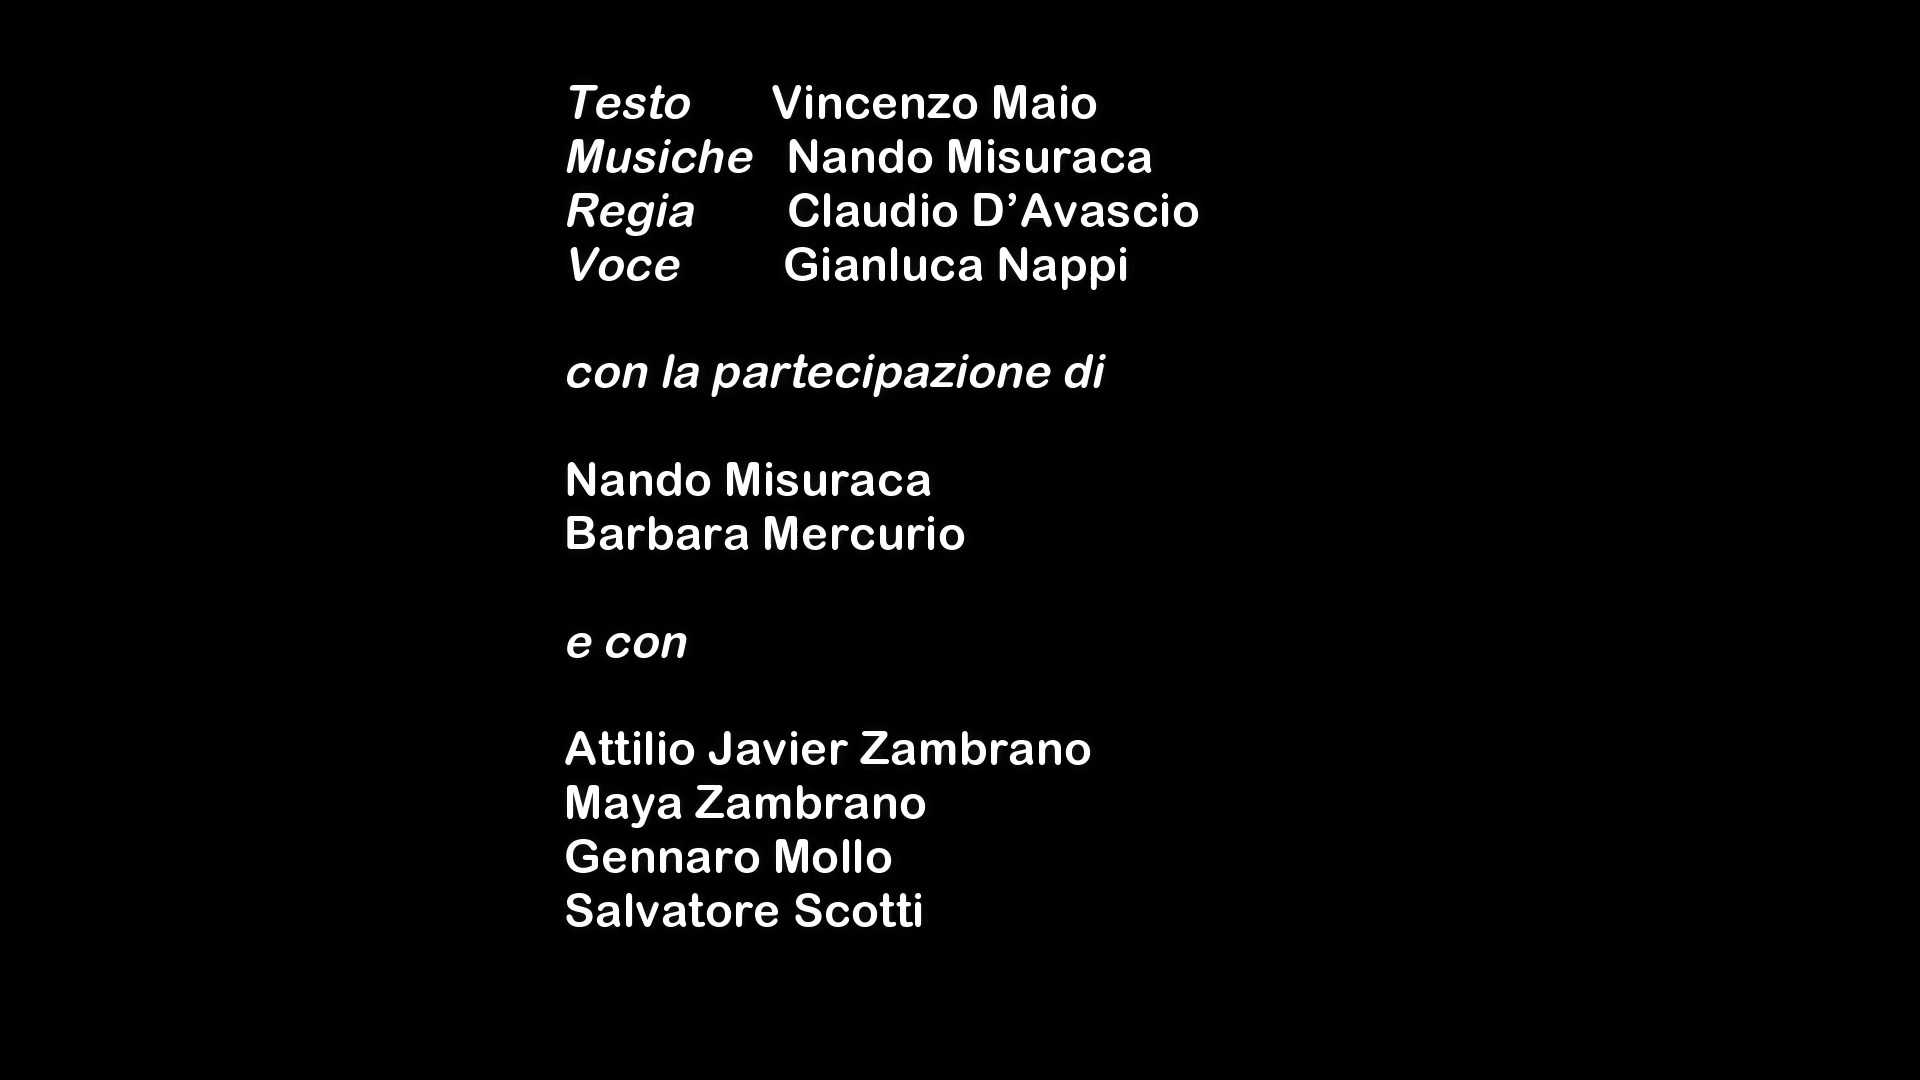 Testo Vincenzo Maio
Musiche Nando Misuraca
Regia Claudio D’Avascio
Voce Gianluca Nappi
con la partecipazione di
Nando Misuraca
Barbara Mercurio
e con
Attilio Javier Zambrano
Maya Zambrano
Gennaro Mollo
Salvatore Scotti